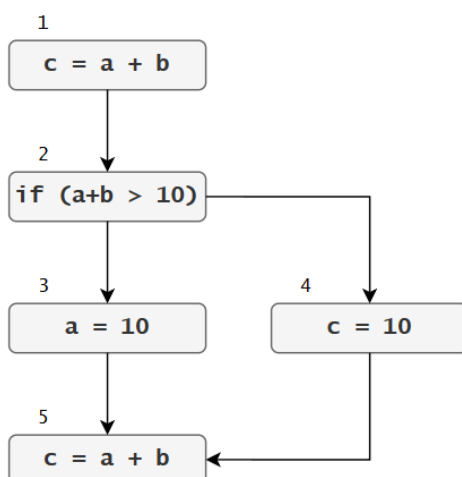 1
c = a + b
2
if (a+b > 10)
3
a = 10
4
c = 10
5
c = a + b